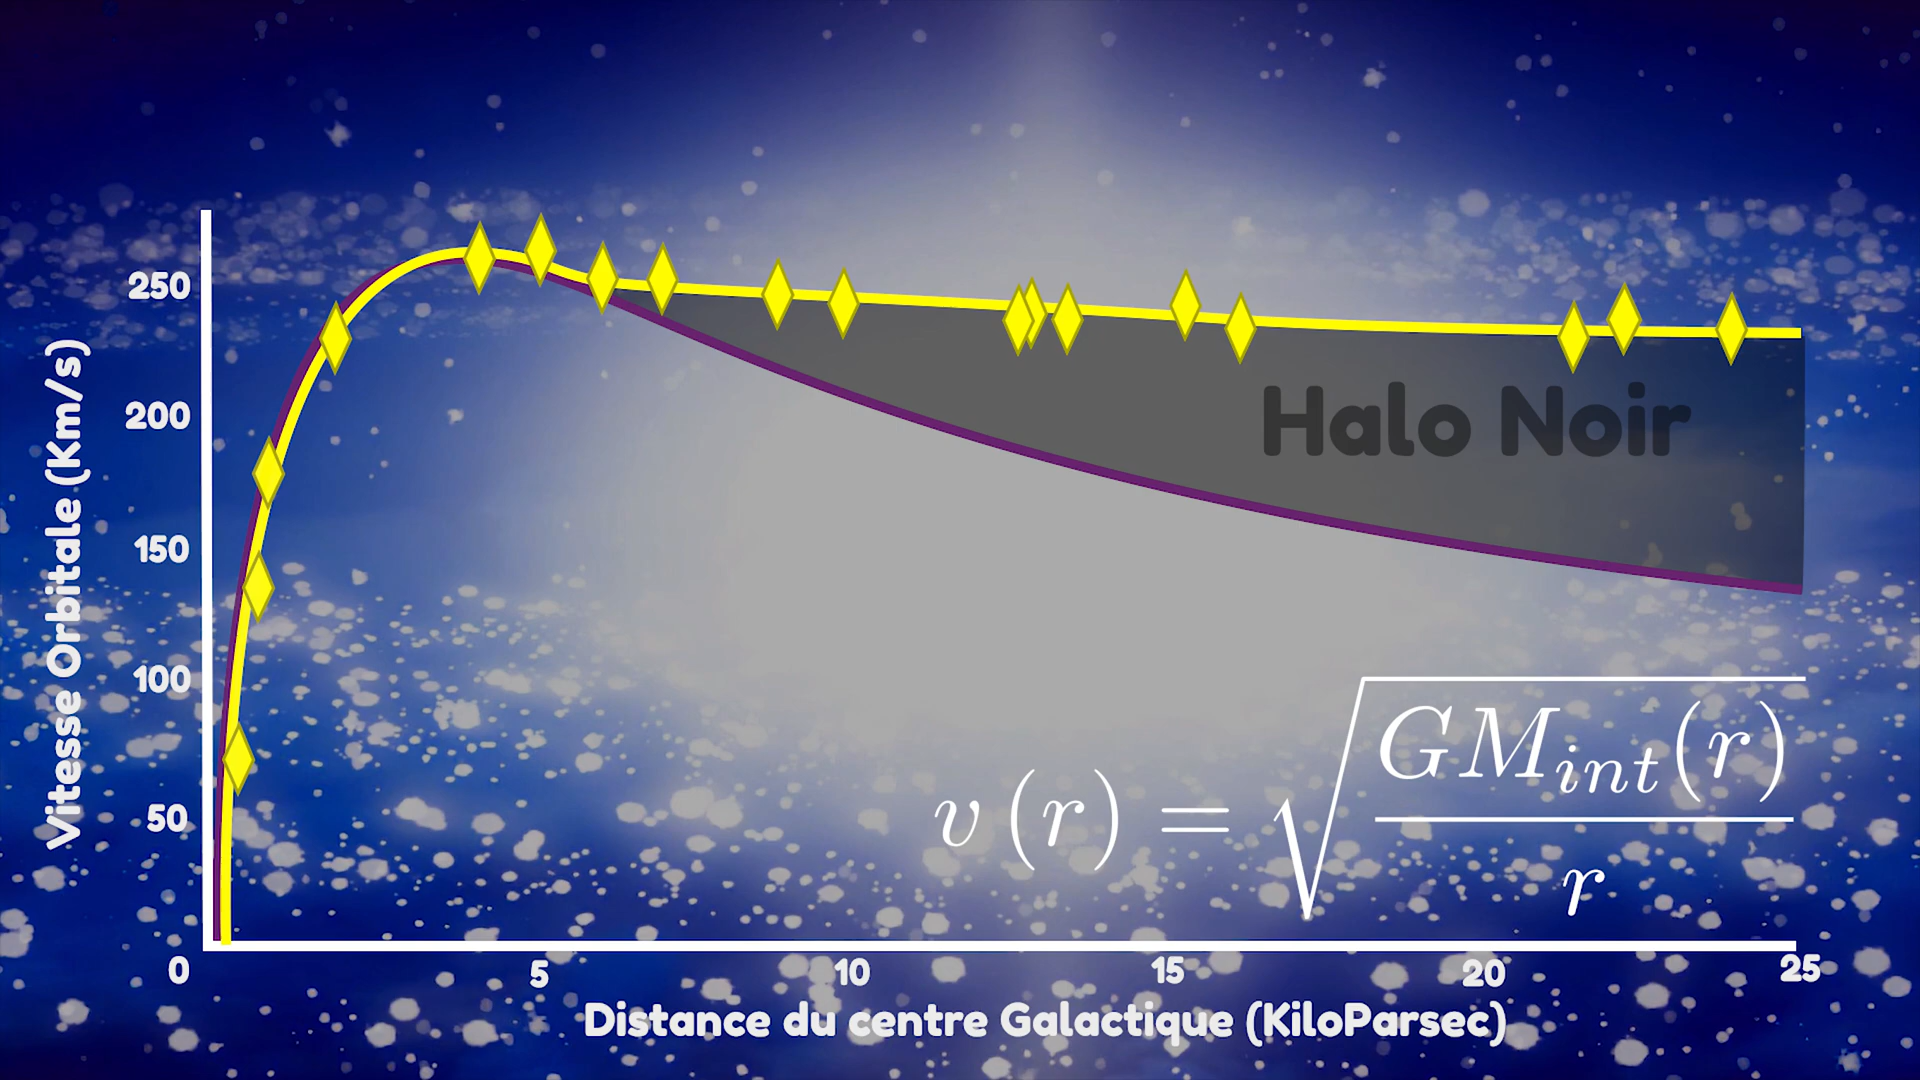 250
200
150
100
50
0
5
10
15
20
25
Vitesse Orbitale (Km/s)
Distance du centre Galactique (KiloParsec)
Halo Noir
v (r) = √(GM_int(r) / r)